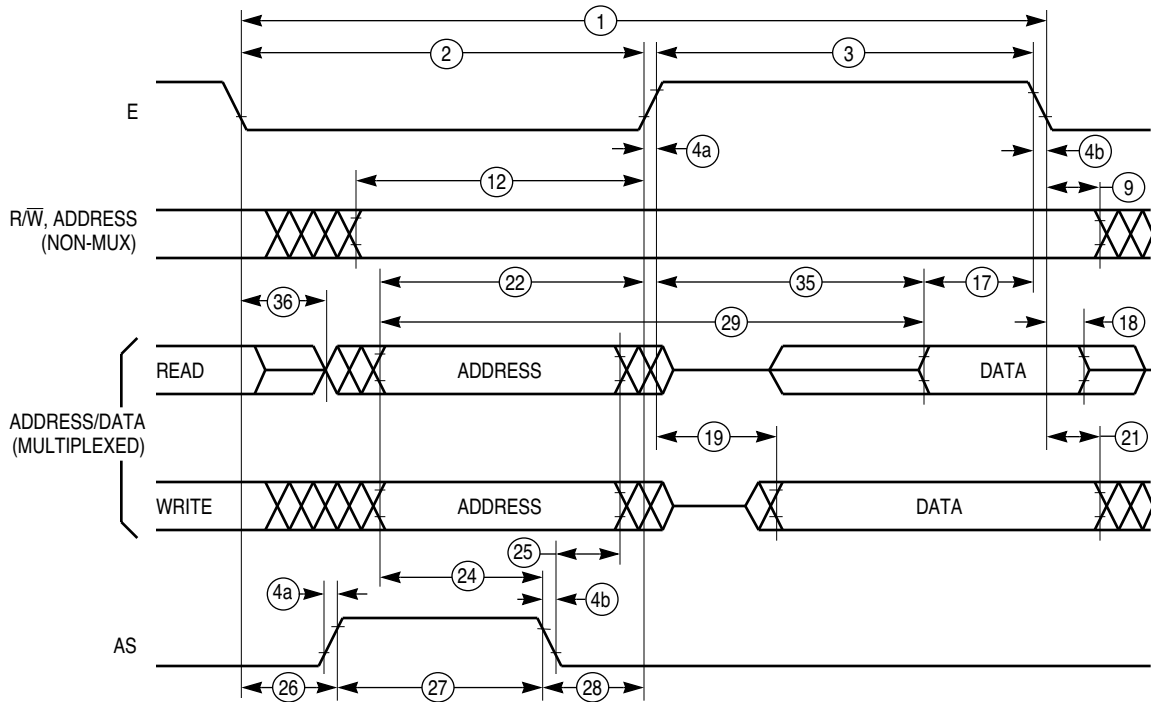 1
2
3
E
4a
4b
12
9
R/W̅, ADDRESS
(NON-MUX)
22
35
17
36
29
18
READ
ADDRESS
DATA
ADDRESS/DATA
(MULTIPLEXED)
19
21
WRITE
ADDRESS
DATA
25
24
4a
4b
AS
26
27
28